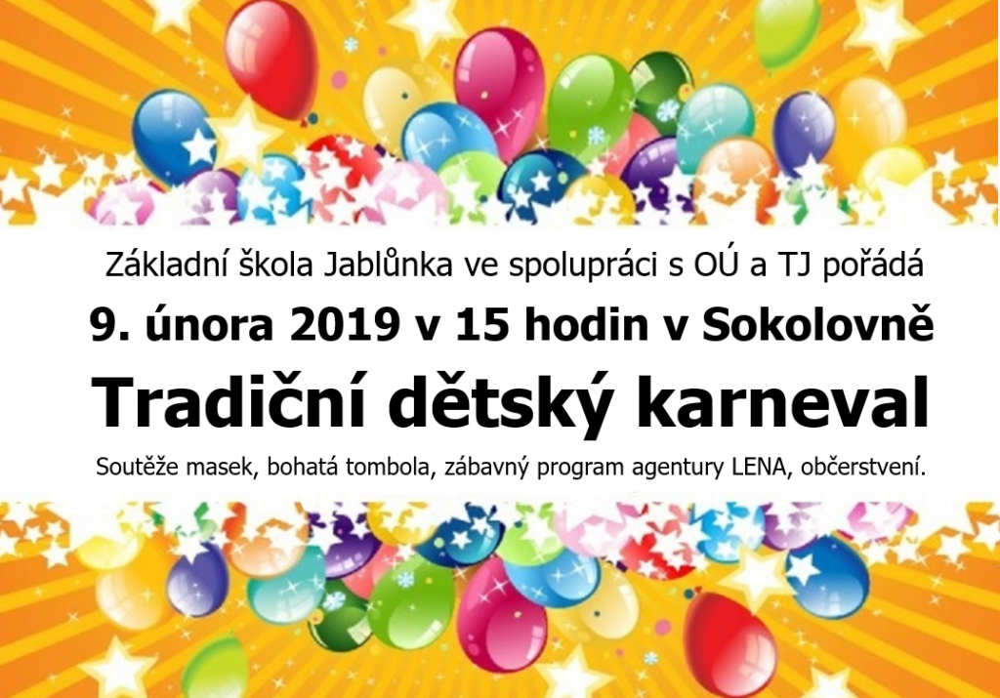 Základní škola Jablůnka ve spolupráci s OÚ a TJ pořádá
9. února 2019 v 15 hodin v Sokolovně
Tradiční dětský karneval
Soutěže masek, bohatá tombola, zábavný program agentury LENA, občerstvení.